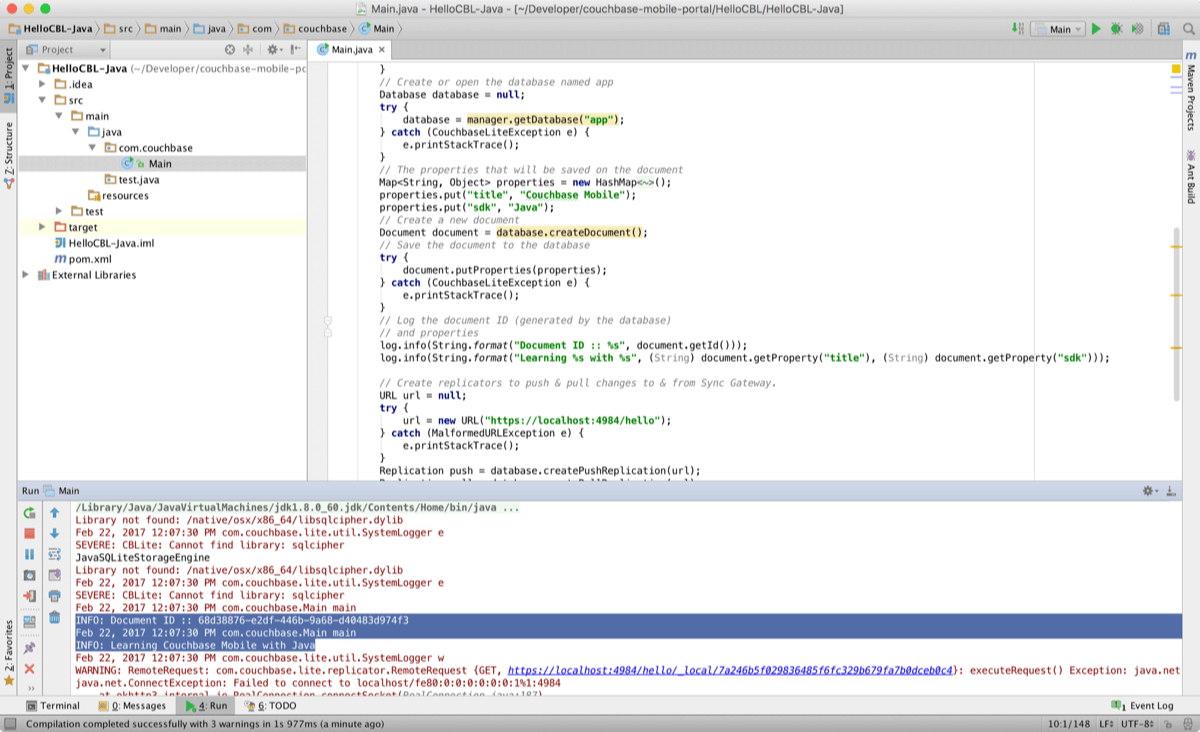 Main.java - HelloCBL-Java - [~/Developer/couchbase-mobile-portal/HelloCBL/HelloCBL-Java]
HelloCBL-Java src main java com couchbase Main
Main
Project
Main.java
1: Project
Z: Structure
2: Favorites
Maven Projects
Ant Build
HelloCBL-Java (~/Developer/couchbase-mobile-pc
.idea
src
main
java
com.couchbase
Main
test.java
resources
test
target
HelloCBL-Java.iml
pom.xml
External Libraries
}
// Create or open the database named app
Database database = null;
try {
database = manager.getDatabase("app");
} catch (CouchbaseLiteException e) {
e.printStackTrace();
}
// The properties that will be saved on the document
Map<String, Object> properties = new HashMap<~>();
properties.put("title", "Couchbase Mobile");
properties.put("sdk", "Java");
// Create a new document
Document document = database.createDocument();
// Save the document to the database
try {
document.putProperties(properties);
} catch (CouchbaseLiteException e) {
e.printStackTrace();
}
// Log the document ID (generated by the database)
// and properties
log.info(String.format("Document ID :: %s", document.getId()));
log.info(String.format("Learning %s with %s", (String) document.getProperty("title"), (String) document.getProperty("sdk")));
// Create replicators to push & pull changes to & from Sync Gateway.
URL url = null;
try {
url = new URL("https://localhost:4984/hello");
} catch (MalformedURLException e) {
e.printStackTrace();
}
Replication push = database.createPushReplication(url);
Run Main
/Library/Java/JavaVirtualMachines/jdk1.8.0_60.jdk/Contents/Home/bin/java ...
Library not found: /native/osx/x86_64/libsqlcipher.dylib
Feb 22, 2017 12:07:30 PM com.couchbase.lite.util.SystemLogger e
SEVERE: CBLite: Cannot find library: sqlcipher
JavaSQLiteStorageEngine
Library not found: /native/osx/x86_64/libsqlcipher.dylib
Feb 22, 2017 12:07:30 PM com.couchbase.lite.util.SystemLogger e
SEVERE: CBLite: Cannot find library: sqlcipher
Feb 22, 2017 12:07:30 PM com.couchbase.Main main
INFO: Document ID :: 68d38876-e2df-446b-9a68-d40483d974f3
Feb 22, 2017 12:07:30 PM com.couchbase.Main main
INFO: Learning Couchbase Mobile with Java
Feb 22, 2017 12:07:30 PM com.couchbase.lite.util.SystemLogger w
WARNING: RemoteRequest: com.couchbase.lite.replicator.RemoteRequest {GET, https://localhost:4984/hello/_local/7a246b5f029836485f6fc329b679fa7b0dceb0c4}: executeRequest() Exception: java.net
java.net.ConnectException: Failed to connect to localhost/fe80:0:0:0:0:0:0:1%1:4984
Terminal 0: Messages 4: Run 6: TODO 1 Event Log
Compilation completed successfully with 3 warnings in 1s 977ms (a minute ago) 10:1/148 LF UTF-8